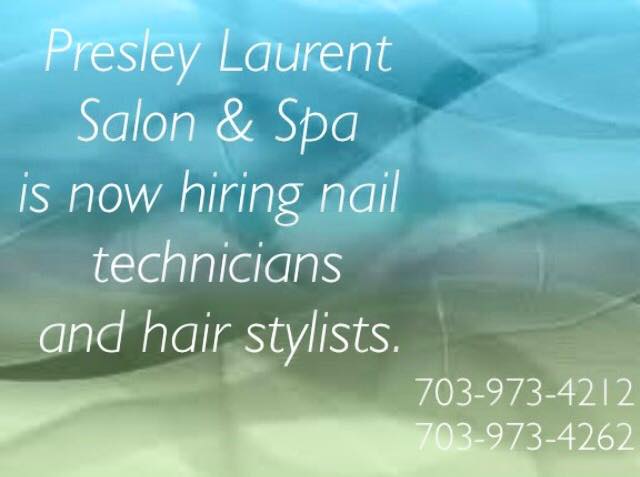 Presley Laurent
Salon & Spa
is now hiring nail
technicians
and hair stylists.
703-973-4212
703-973-4262